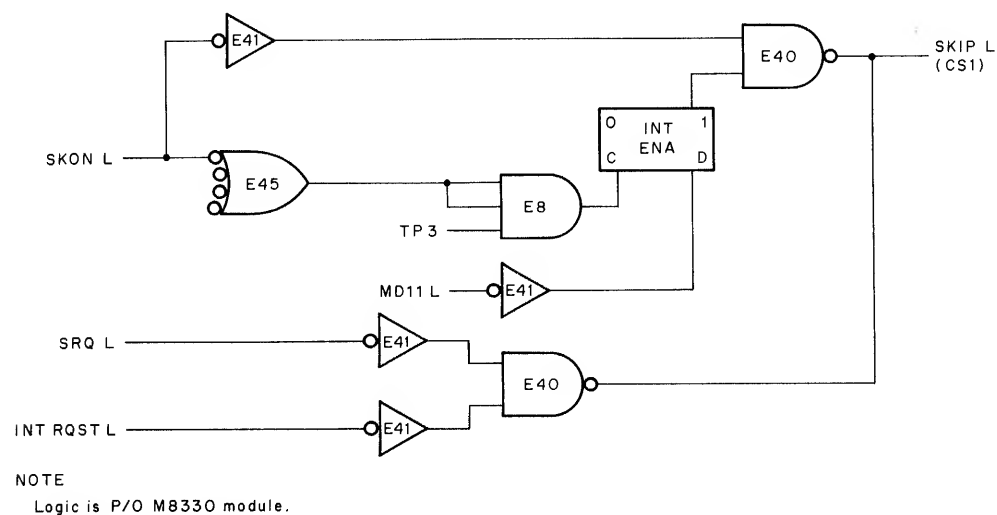 E41
E40
SKIP L
(CS1)
0 INT 1
ENA
C D
SKON L
E45
E8
TP3
MD11 L
E41
SRQ L
E41
E40
INT RQST L
E41
NOTE
Logic is P/O M8330 module.